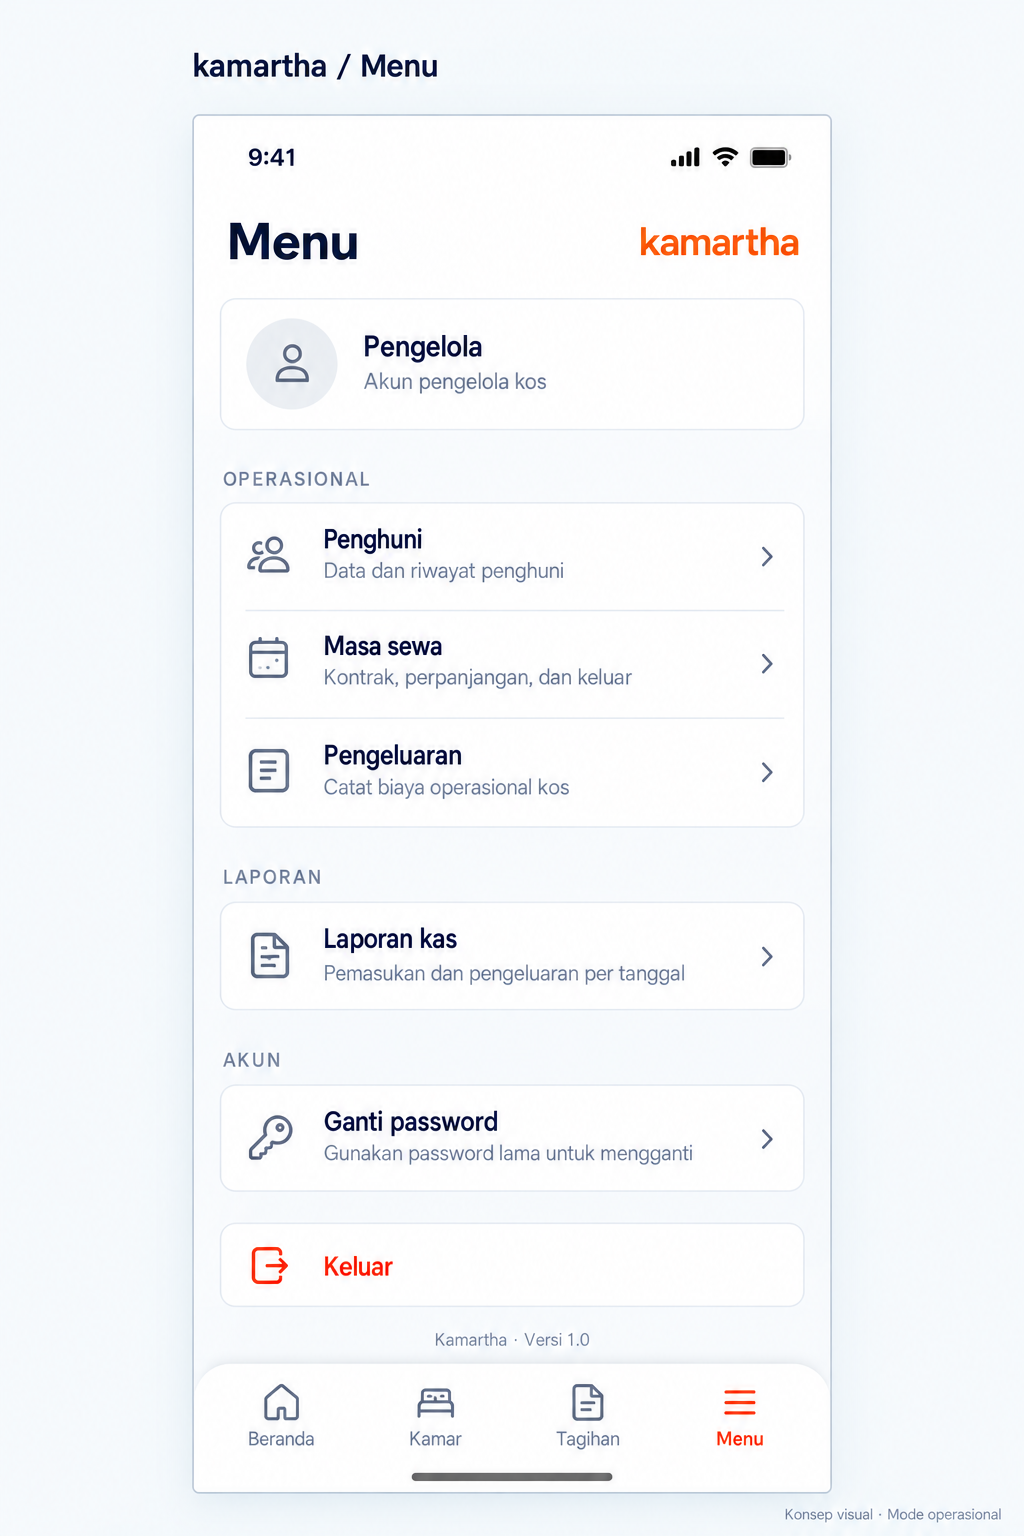 kamartha / Menu
9:41
Menu
kamartha
Pengelola
Akun pengelola kos
OPERASIONAL
Penghuni
Data dan riwayat penghuni
Masa sewa
Kontrak, perpanjangan, dan keluar
Pengeluaran
Catat biaya operasional kos
LAPORAN
Laporan kas
Pemasukan dan pengeluaran per tanggal
AKUN
Ganti password
Gunakan password lama untuk mengganti
Keluar
Kamartha · Versi 1.0
Beranda
Kamar
Tagihan
Menu
Konsep visual · Mode operasional